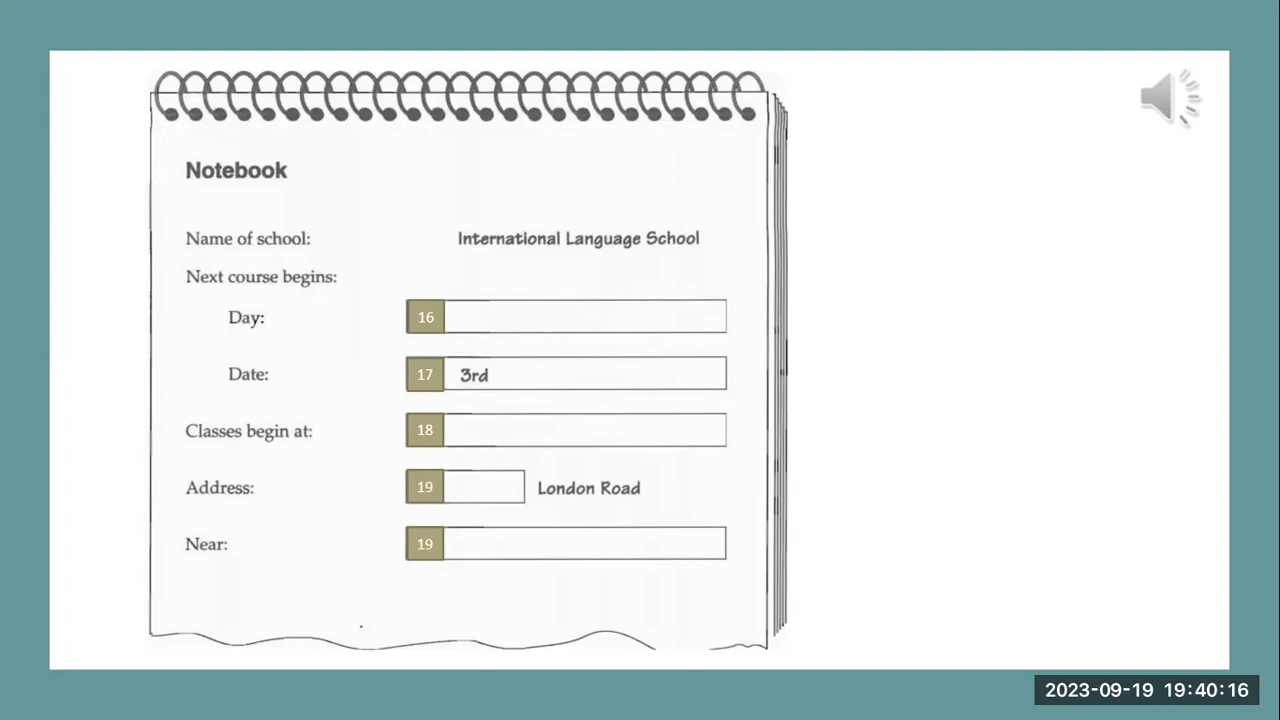 Notebook
Name of school: International Language School
Next course begins:
Day: 16
Date: 17 3rd
Classes begin at: 18
Address: 19 London Road
Near: 19
2023-09-19 19:40:16